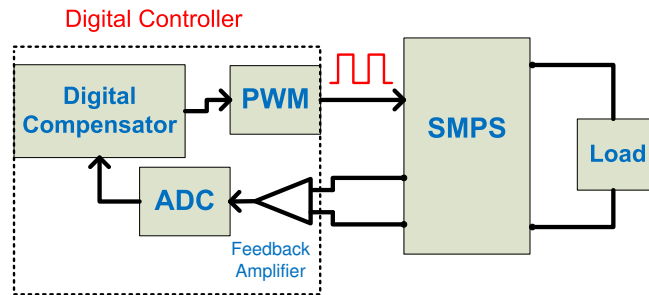 Digital Controller
Digital
Compensator
PWM
SMPS
Load
ADC
Feedback
Amplifier